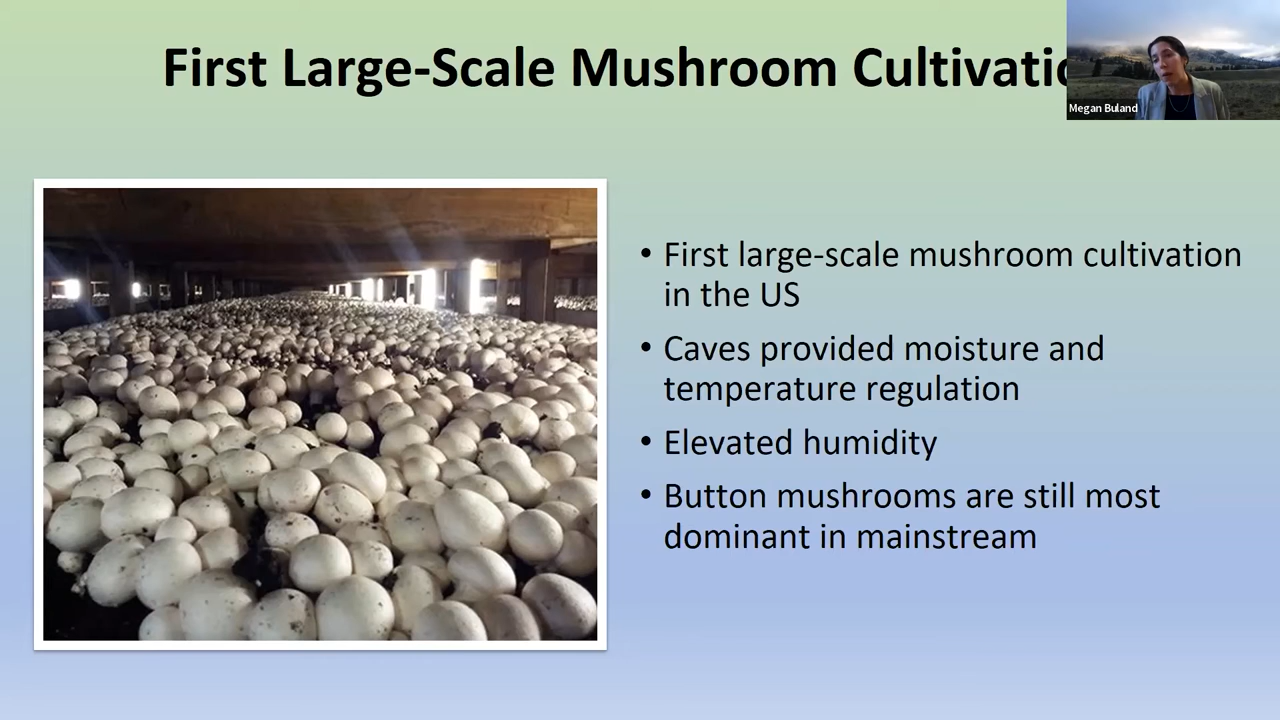 First Large-Scale Mushroom
Megan Buland
• First large-scale mushroom cultivation
in the US
• Caves provided moisture and
temperature regulation
• Elevated humidity
• Button mushrooms are still most
dominant in mainstream